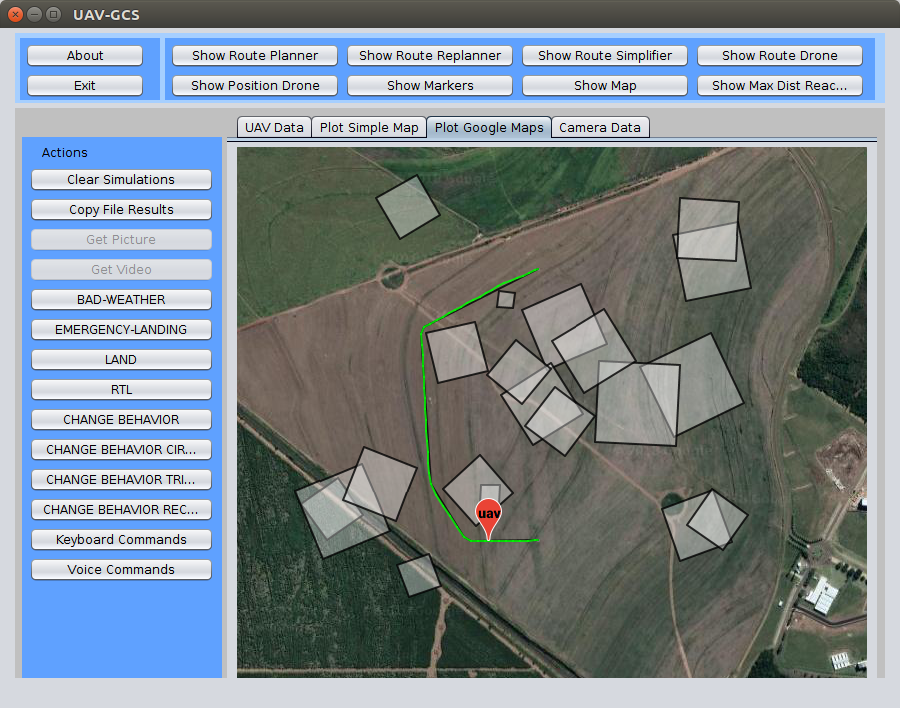 UAV-GCS
About
Show Route Planner
Show Route Replanner
Show Route Simplifier
Show Route Drone
Exit
Show Position Drone
Show Markers
Show Map
Show Max Dist Reac...
UAV Data
Plot Simple Map
Plot Google Maps
Camera Data
Actions
Clear Simulations
Copy File Results
Get Picture
Get Video
BAD-WEATHER
EMERGENCY-LANDING
LAND
RTL
CHANGE BEHAVIOR
CHANGE BEHAVIOR CIR...
CHANGE BEHAVIOR TRI...
CHANGE BEHAVIOR REC...
Keyboard Commands
Voice Commands
uav